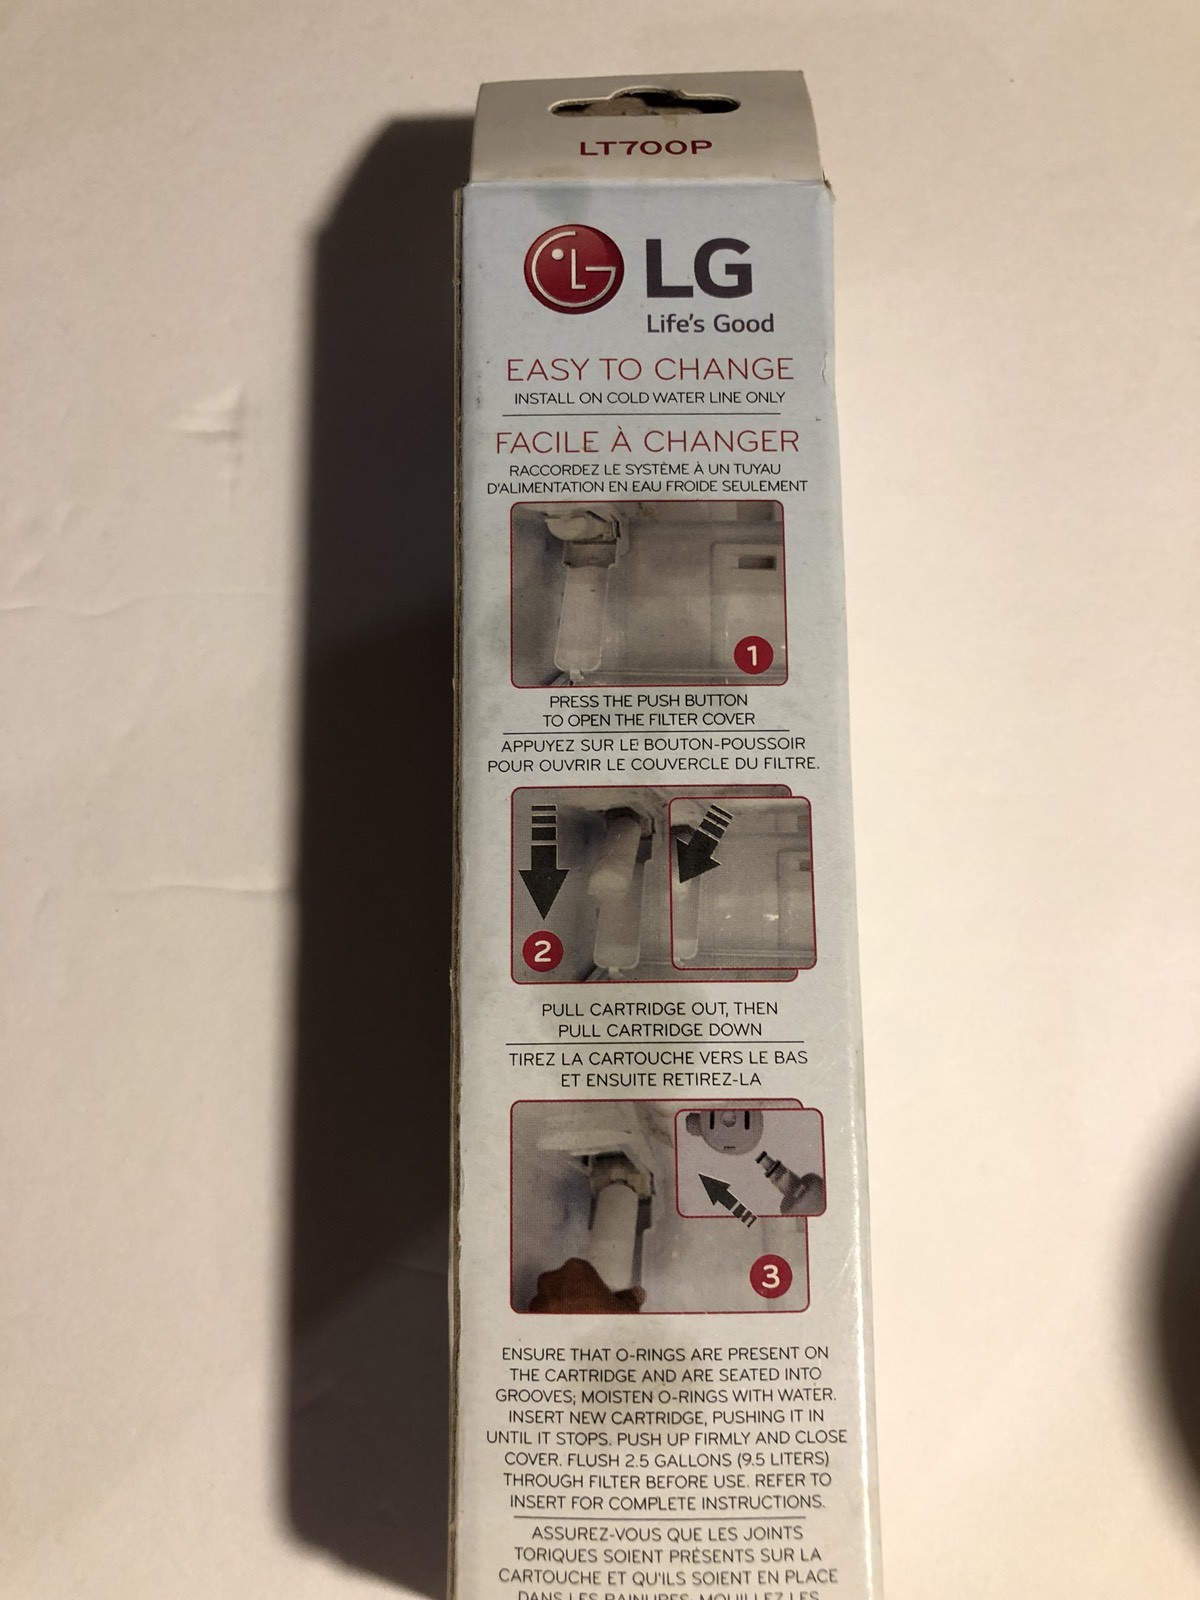 LT700P
LG
LG
Life's Good
EASY TO CHANGE
INSTALL ON COLD WATER LINE ONLY
FACILE À CHANGER
RACCORDEZ LE SYSTÈME À UN TUYAU
D'ALIMENTATION EN EAU FROIDE SEULEMENT
1
PRESS THE PUSH BUTTON
TO OPEN THE FILTER COVER
APPUYEZ SUR LE BOUTON-POUSSOIR
POUR OUVRIR LE COUVERCLE DU FILTRE.
2
PULL CARTRIDGE OUT, THEN
PULL CARTRIDGE DOWN
TIREZ LA CARTOUCHE VERS LE BAS
ET ENSUITE RETIREZ-LA
3
ENSURE THAT O-RINGS ARE PRESENT ON
THE CARTRIDGE AND ARE SEATED INTO
GROOVES; MOISTEN O-RINGS WITH WATER.
INSERT NEW CARTRIDGE, PUSHING IT IN
UNTIL IT STOPS. PUSH UP FIRMLY AND CLOSE
COVER. FLUSH 2.5 GALLONS (9.5 LITERS)
THROUGH FILTER BEFORE USE. REFER TO
INSERT FOR COMPLETE INSTRUCTIONS.
ASSUREZ-VOUS QUE LES JOINTS
TORIQUES SOIENT PRÉSENTS SUR LA
CARTOUCHE ET QU'ILS SOIENT EN PLACE
DANS LES RAINURES; MOUILLEZ LES